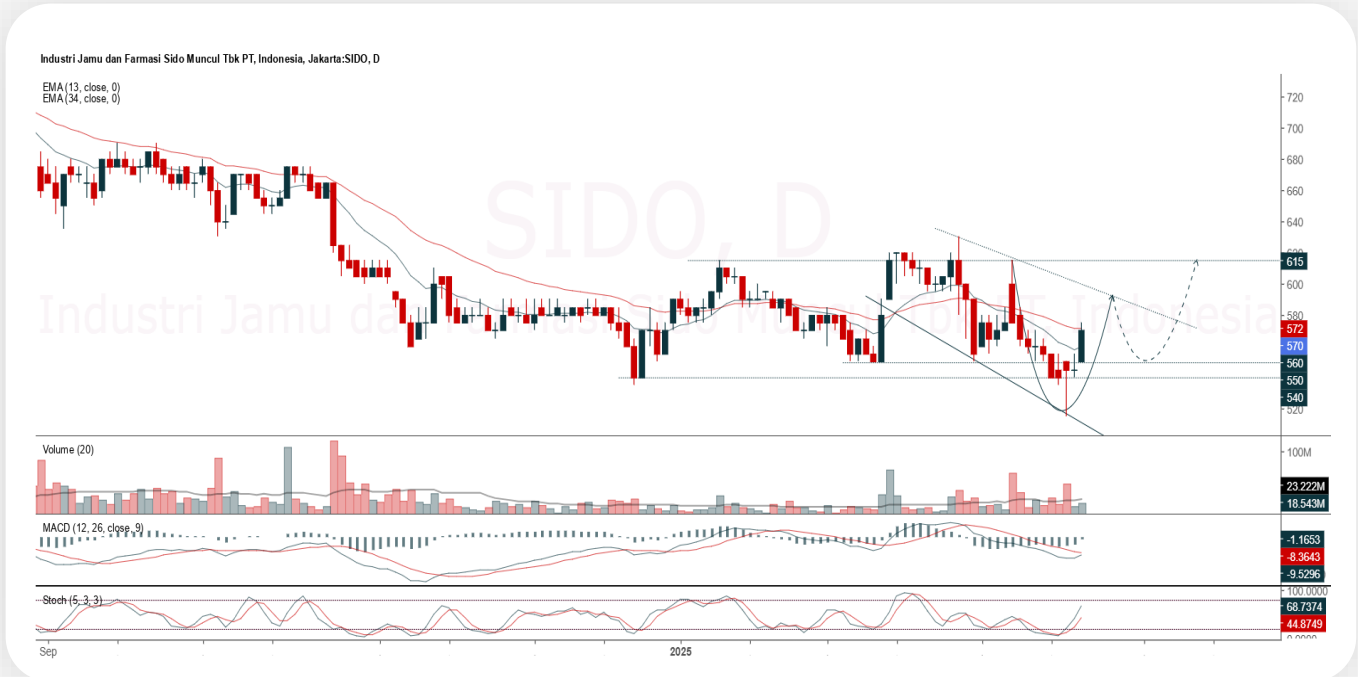 Industri Jamu dan Farmasi Sido Muncul Tbk PT, Indonesia, Jakarta:SIDO, D
EMA (13, close, 0)
EMA (34, close, 0)
SIDO, D
720
700
680
660
640
615
600
580
572
570
560
550
540
520
Volume (20)
100M
23.222M
18.543M
MACD (12, 26, close, 9)
-1.1653
-8.3643
-9.5296
Stoch (5, 3, 3)
100.0000
68.7374
44.8749
0.0000
Sep
2025